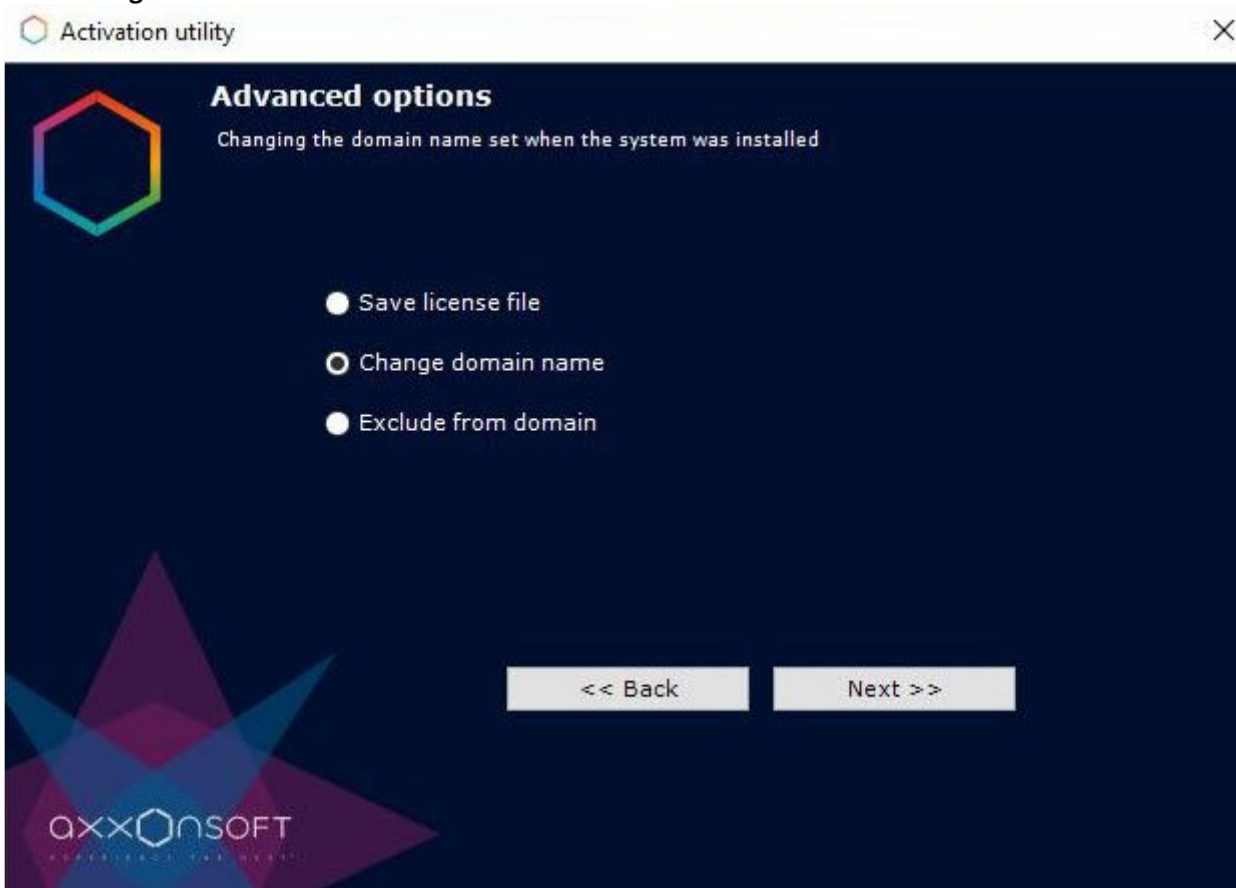 Activation utility
Advanced options
Changing the domain name set when the system was installed
Save license file
Change domain name
Exclude from domain
<< Back
Next >>
axxonsoft